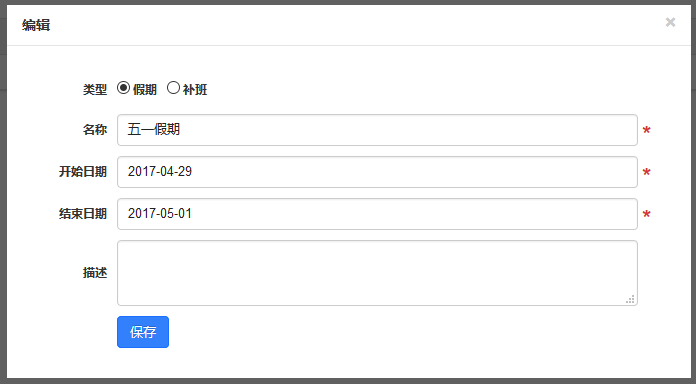 编辑
×
类型 假期 补班
名称 五一假期 *
开始日期 2017-04-29 *
结束日期 2017-05-01 *
描述
保存